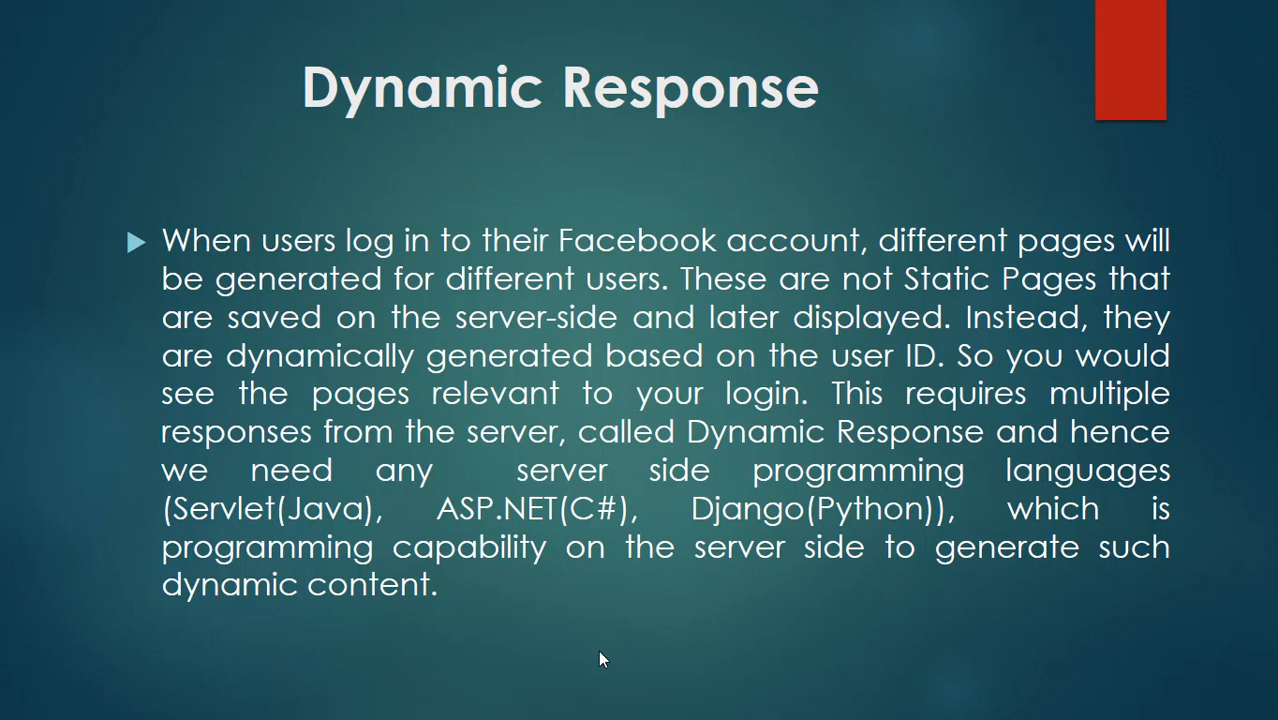 Dynamic Response
When users log in to their Facebook account, different pages will
be generated for different users. These are not Static Pages that
are saved on the server-side and later displayed. Instead, they
are dynamically generated based on the user ID. So you would
see the pages relevant to your login. This requires multiple
responses from the server, called Dynamic Response and hence
we need any server side programming languages
(Servlet(Java), ASP.NET(C#), Django(Python)), which is
programming capability on the server side to generate such
dynamic content.